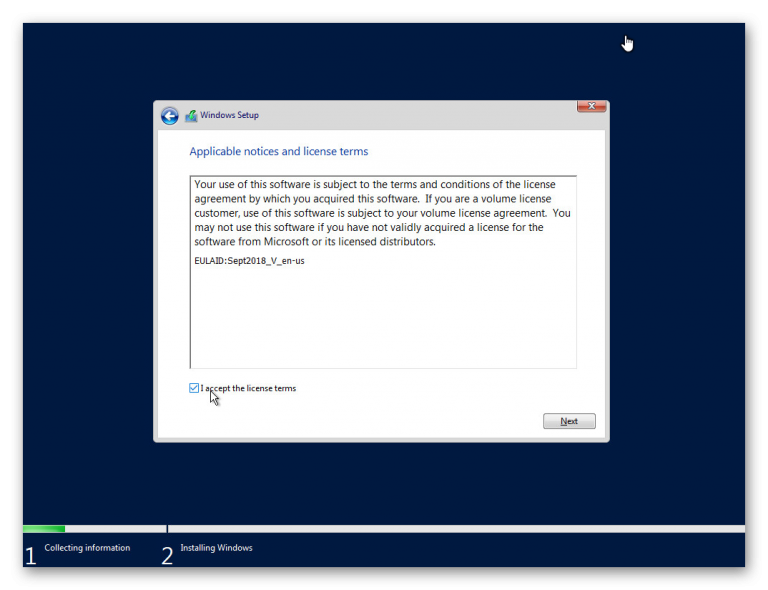 Windows Setup
Applicable notices and license terms
Your use of this software is subject to the terms and conditions of the license
agreement by which you acquired this software.  If you are a volume license
customer, use of this software is subject to your volume license agreement.  You
may not use this software if you have not validly acquired a license for the
software from Microsoft or its licensed distributors.
EULAID:Sept2018_V_en-us
I accept the license terms
Next
1 Collecting information
2 Installing Windows